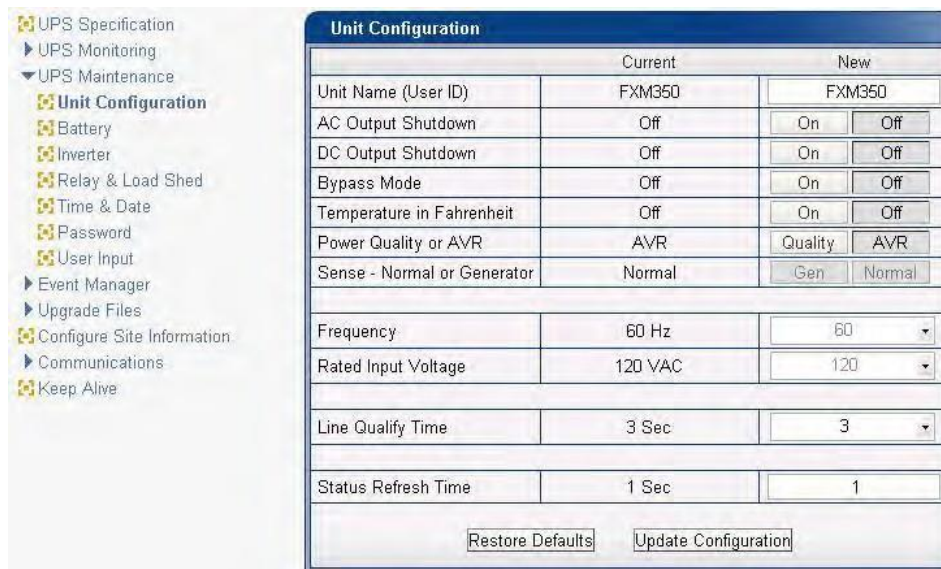 UPS Specification
UPS Monitoring
UPS Maintenance
Unit Configuration
Battery
Inverter
Relay & Load Shed
Time & Date
Password
User Input
Event Manager
Upgrade Files
Configure Site Information
Communications
Keep Alive
Unit Configuration
Current New
Unit Name (User ID) FXM350 FXM350
AC Output Shutdown Off On Off
DC Output Shutdown Off On Off
Bypass Mode Off On Off
Temperature in Fahrenheit Off On Off
Power Quality or AVR AVR Quality AVR
Sense - Normal or Generator Normal Gen Normal
Frequency 60 Hz 60
Rated Input Voltage 120 VAC 120
Line Qualify Time 3 Sec 3
Status Refresh Time 1 Sec 1
Restore Defaults Update Configuration